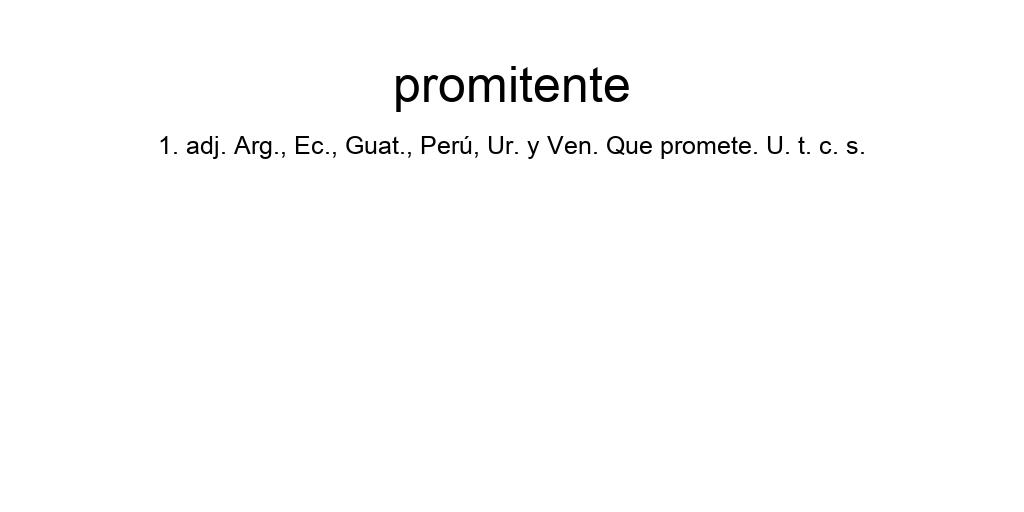 promitente
1. adj. Arg., Ec., Guat., Perú, Ur. y Ven. Que promete. U. t. c. s.